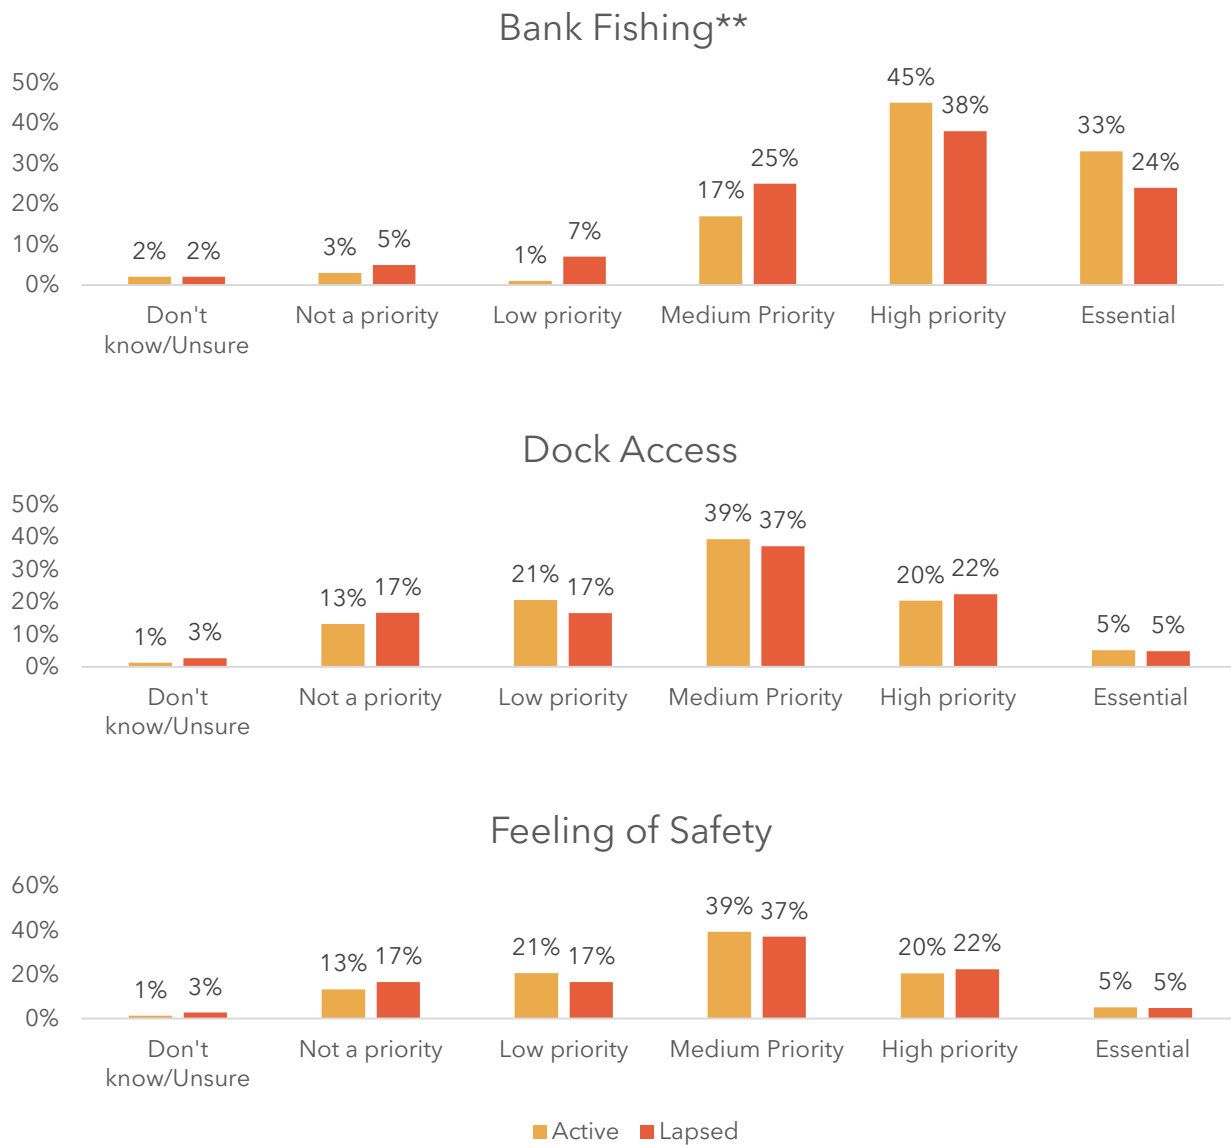 Bank Fishing**
50%
40%
30%
20%
10%
0%
2% 2% 3% 5% 1% 7% 17% 25% 45% 38% 33% 24%
Don't know/Unsure
Not a priority
Low priority
Medium Priority
High priority
Essential
Dock Access
50%
40%
30%
20%
10%
0%
1% 3% 13% 17% 21% 17% 39% 37% 20% 22% 5% 5%
Don't know/Unsure
Not a priority
Low priority
Medium Priority
High priority
Essential
Feeling of Safety
60%
40%
20%
0%
1% 3% 13% 17% 21% 17% 39% 37% 20% 22% 5% 5%
Don't know/Unsure
Not a priority
Low priority
Medium Priority
High priority
Essential
Active Lapsed